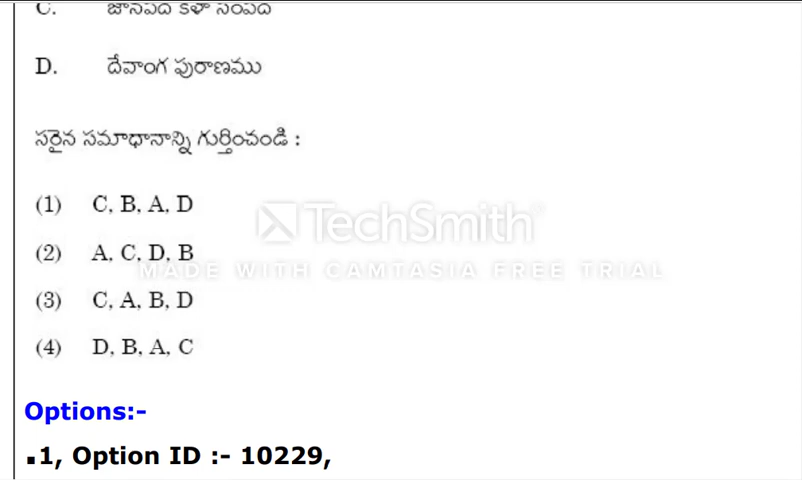 C. జానపద కళా సంపద
D. దేవాంగ పురాణము
సరైన సమాధానాన్ని గుర్తించండి :
(1) C, B, A, D
(2) A, C, D, B
(3) C, A, B, D
(4) D, B, A, C
TechSmith
MADE WITH CAMTASIA FREE TRIAL
Options:-
1, Option ID :- 10229,